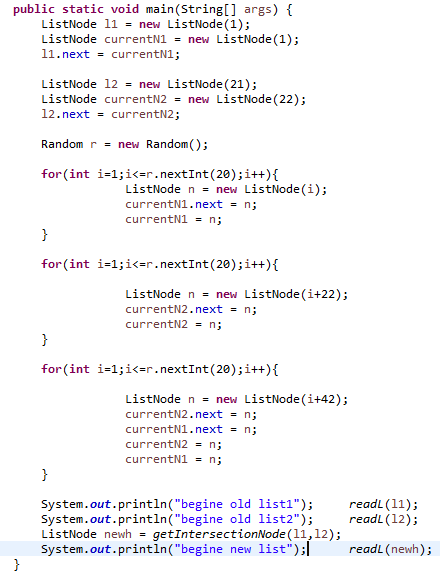 public static void main(String[] args) {
ListNode l1 = new ListNode(1);
ListNode currentN1 = new ListNode(1);
l1.next = currentN1;
ListNode l2 = new ListNode(21);
ListNode currentN2 = new ListNode(22);
l2.next = currentN2;
Random r = new Random();
for(int i=1;i<=r.nextInt(20);i++){
ListNode n = new ListNode(i);
currentN1.next = n;
currentN1 = n;
}
for(int i=1;i<=r.nextInt(20);i++){
ListNode n = new ListNode(i+22);
currentN2.next = n;
currentN2 = n;
}
for(int i=1;i<=r.nextInt(20);i++){
ListNode n = new ListNode(i+42);
currentN2.next = n;
currentN1.next = n;
currentN2 = n;
currentN1 = n;
}
System.out.println("begine old list1"); readL(l1);
System.out.println("begine old list2"); readL(l2);
ListNode newh = getIntersectionNode(l1,l2);
System.out.println("begine new list"); readL(newh);
}